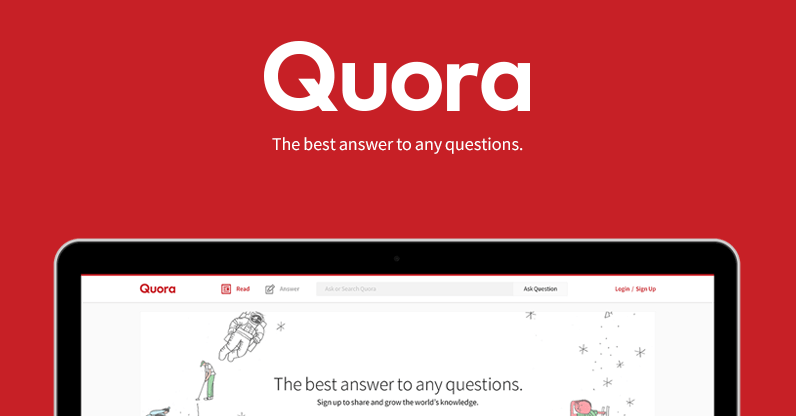 Quora
The best answer to any questions.
Quora Read Answer Ask or Search Quora Ask Question Login / Sign Up
The best answer to any questions.
Sign up to share and grow the world's knowledge.